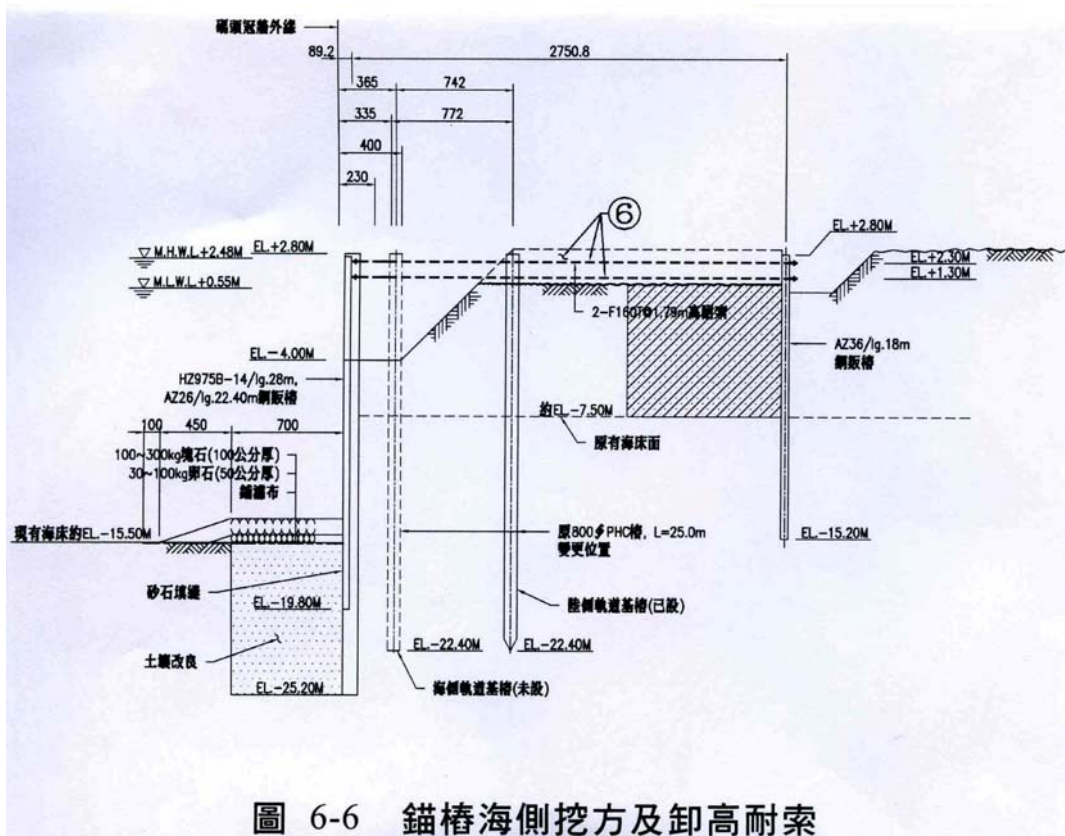 碼頭冠牆外緣
89.2
2750.8
365
742
335
772
400
230
⑥
M.H.W.L.+2.48M
EL.+2.80M
EL.+2.80M
EL.+2.30M
EL.+1.30M
M.L.W.L.+0.55M
2-F160T@1.79m高耐索
EL.-4.00M
AZ36/lg.18m
鋼鈑樁
HZ975B-14/lg.28m,
AZ26/lg.22.40m鋼鈑樁
約EL.-7.50M
原有海床面
100
450
700
100~300kg塊石(100公分厚)
30~100kg卵石(50公分厚)
舖濾布
現有海床約EL.-15.50M
EL.-15.20M
原800∮PHC樁, L=25.0m
變更位置
砂石填縫
EL.-19.80M
陸側軌道基樁(已設)
土壤改良
EL.-22.40M
EL.-22.40M
海側軌道基樁(未設)
EL.-25.20M
圖 6-6 錨樁海側挖方及卸高耐索